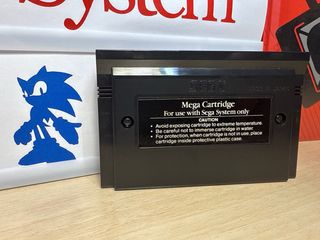 System
SEGA
Mega Cartridge
For use with Sega System only
CAUTION
• Avoid exposing cartridge to extreme temperature.
• Be careful not to immerse cartridge in water.
• For protection, when cartridge is not in use, place
cartridge inside protective plastic case.